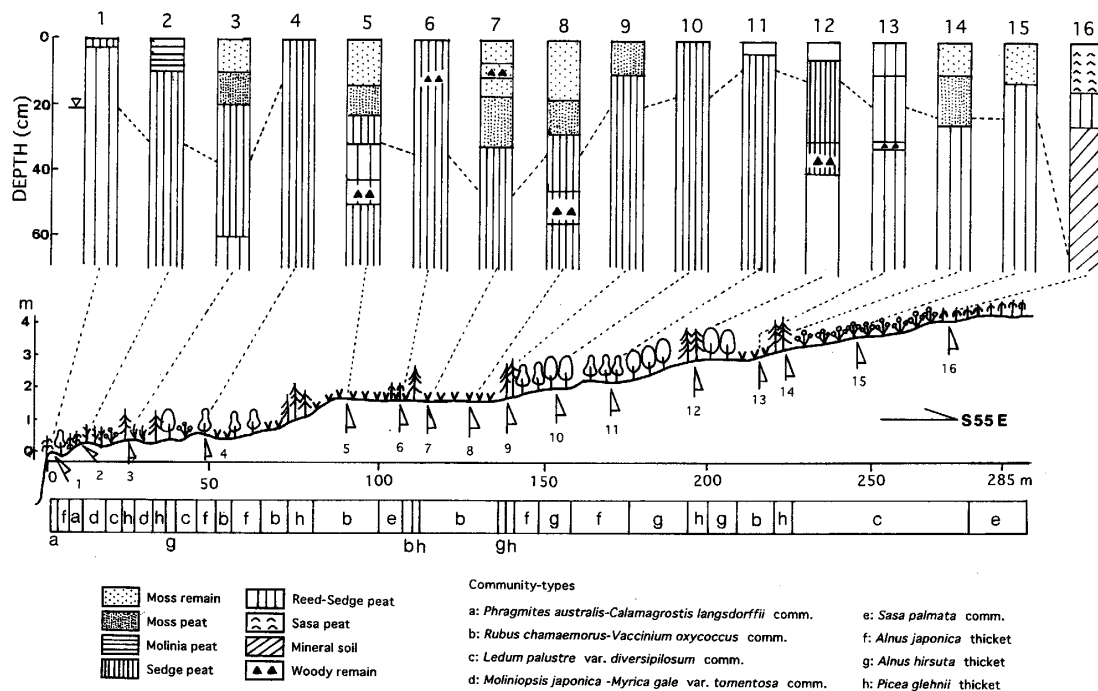 1 2 3 4 5 6 7 8 9 10 11 12 13 14 15 16
0
20
40
60
DEPTH (cm)
m
4
3
2
1
0
1 2 3 4 5 6 7 8 9 10 11 12 13 14 15 16
S55E
0 50 100 150 200 250 285 m
f a d c h d h c f b f b h b e b f g f g h g b h c e
a g b h g h
Moss remain
Moss peat
Molinia peat
Sedge peat
Reed-Sedge peat
Sasa peat
Mineral soil
Woody remain
Community-types
a: Phragmites australis-Calamagrostis langsdorffii comm.
b: Rubus chamaemorus-Vaccinium oxycoccus comm.
c: Ledum palustre var. diversipilosum comm.
d: Moliniopsis japonica -Myrica gale var. tomentosa comm.
e: Sasa palmata comm.
f: Alnus japonica thicket
g: Alnus hirsuta thicket
h: Picea glehnii thicket